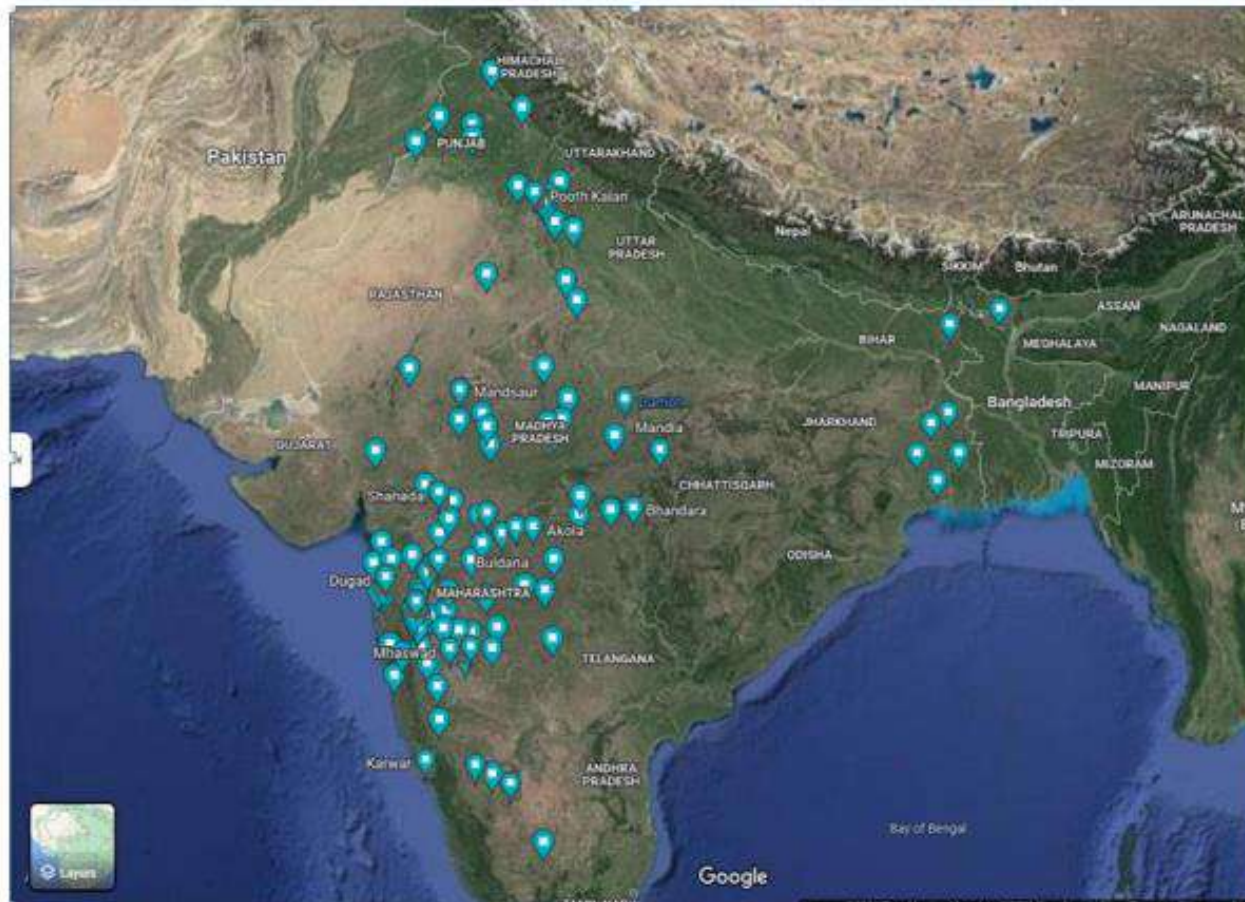 HIMACHAL
PRADESH
PUNJAB
Pakistan
UTTARAKHAND
Pooth Kalan
ARUNACHAL
PRADESH
Nepal
UTTAR
PRADESH
SIKKIM
Bhutan
RAJASTHAN
ASSAM
NAGALAND
BIHAR
MEGHALAYA
MANIPUR
Mandsaur
Bangladesh
JHARKHAND
MADHYA
PRADESH
Mandla
TRIPURA
GUJARAT
MIZORAM
CHHATTISGARH
Shahada
Bhandara
Akola
ODISHA
Buldana
Dugad
MAHARASHTRA
Mhaswad
TELANGANA
Karwar
ANDHRA
PRADESH
Bay of Bengal
Layers
Google